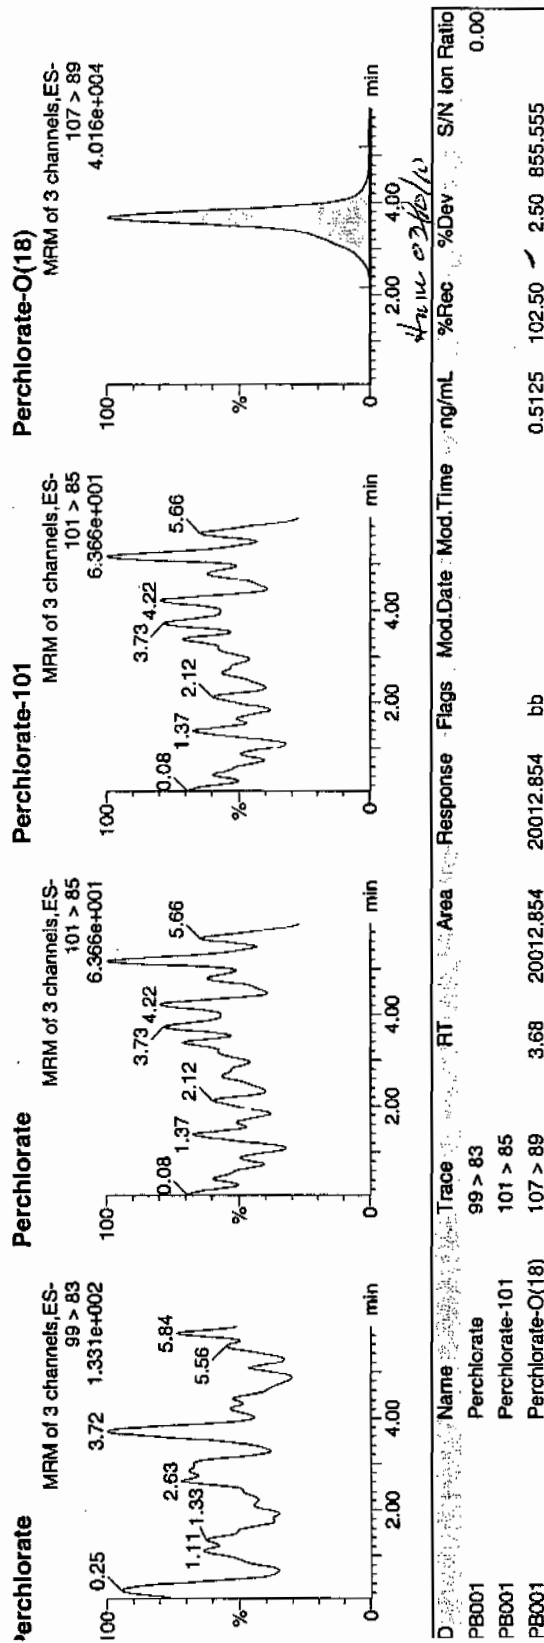 Perchlorate
MRM of 3 channels,ES-
99 > 83
1.331e+002
100
%
0
0.25
1.11
1.33
2.63
3.72
5.56
5.84
2.00
4.00
min
Perchlorate
MRM of 3 channels,ES-
101 > 85
6.366e+001
100
%
0
0.08
1.37
2.12
3.73
4.22
5.66
2.00
4.00
min
Perchlorate-101
MRM of 3 channels,ES-
101 > 85
6.366e+001
100
%
0
0.08
1.37
2.12
3.73
4.22
5.66
2.00
4.00
min
Perchlorate-O(18)
MRM of 3 channels,ES-
107 > 89
4.016e+004
100
%
0
2.00
4.00
min
D Name Trace RT Area Response Flags Mod.Date Mod.Time ng/mL %Rec %Dev S/N Ion Ratio
PB001 Perchlorate 99 > 83 0.00
PB001 Perchlorate-101 101 > 85
PB001 Perchlorate-O(18) 107 > 89 3.68 20012.854 20012.854 bb 0.5125 102.50 2.50 855.555